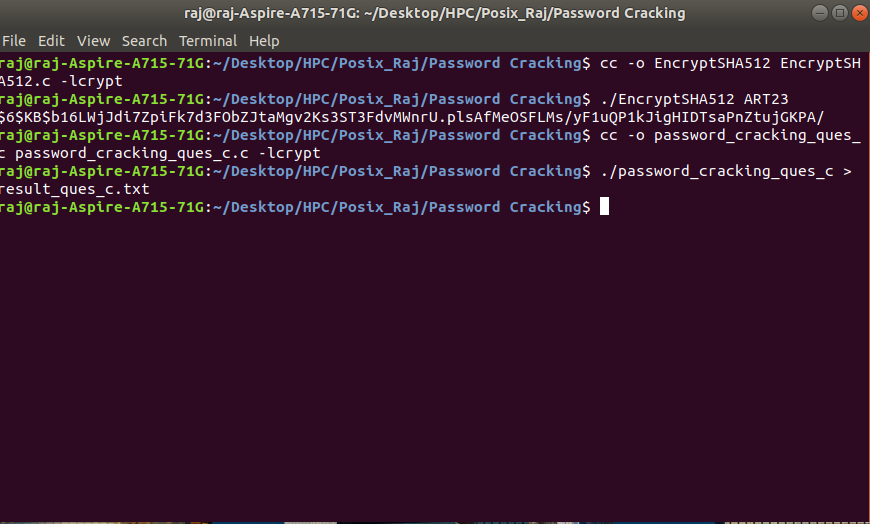 raj@raj-Aspire-A715-71G: ~/Desktop/HPC/Posix_Raj/Password Cracking
File Edit View Search Terminal Help
raj@raj-Aspire-A715-71G:~/Desktop/HPC/Posix_Raj/Password Cracking$ cc -o EncryptSHA512 EncryptSH
A512.c -lcrypt
raj@raj-Aspire-A715-71G:~/Desktop/HPC/Posix_Raj/Password Cracking$ ./EncryptSHA512 ART23
$6$KB$b16LWjJdi7ZpiFk7d3FObZJtaMgv2Ks3ST3FdvMWnrU.plsAfMeOSFLMs/yF1uQP1kJigHIDTsaPnZtujGKPA/
raj@raj-Aspire-A715-71G:~/Desktop/HPC/Posix_Raj/Password Cracking$ cc -o password_cracking_ques_
c password_cracking_ques_c.c -lcrypt
raj@raj-Aspire-A715-71G:~/Desktop/HPC/Posix_Raj/Password Cracking$ ./password_cracking_ques_c >
result_ques_c.txt
raj@raj-Aspire-A715-71G:~/Desktop/HPC/Posix_Raj/Password Cracking$